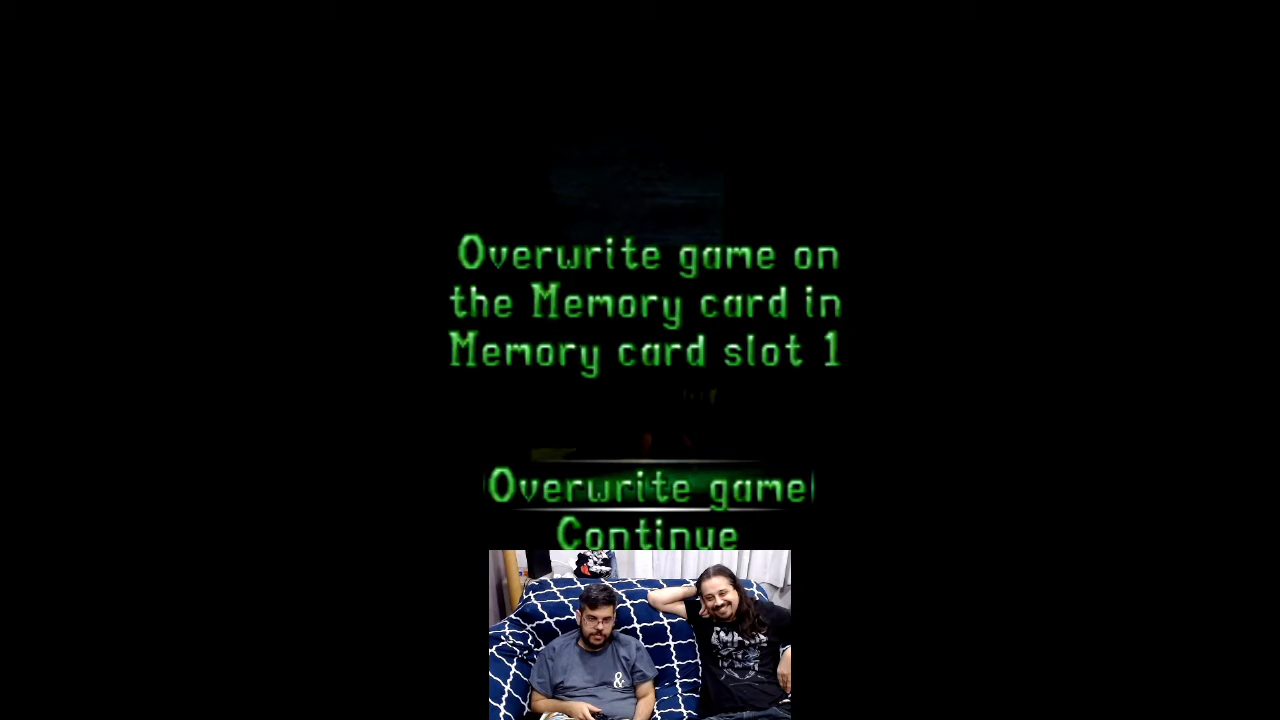 Overwrite game on
the Memory card in
Memory card slot 1
Overwrite game
Continue
&